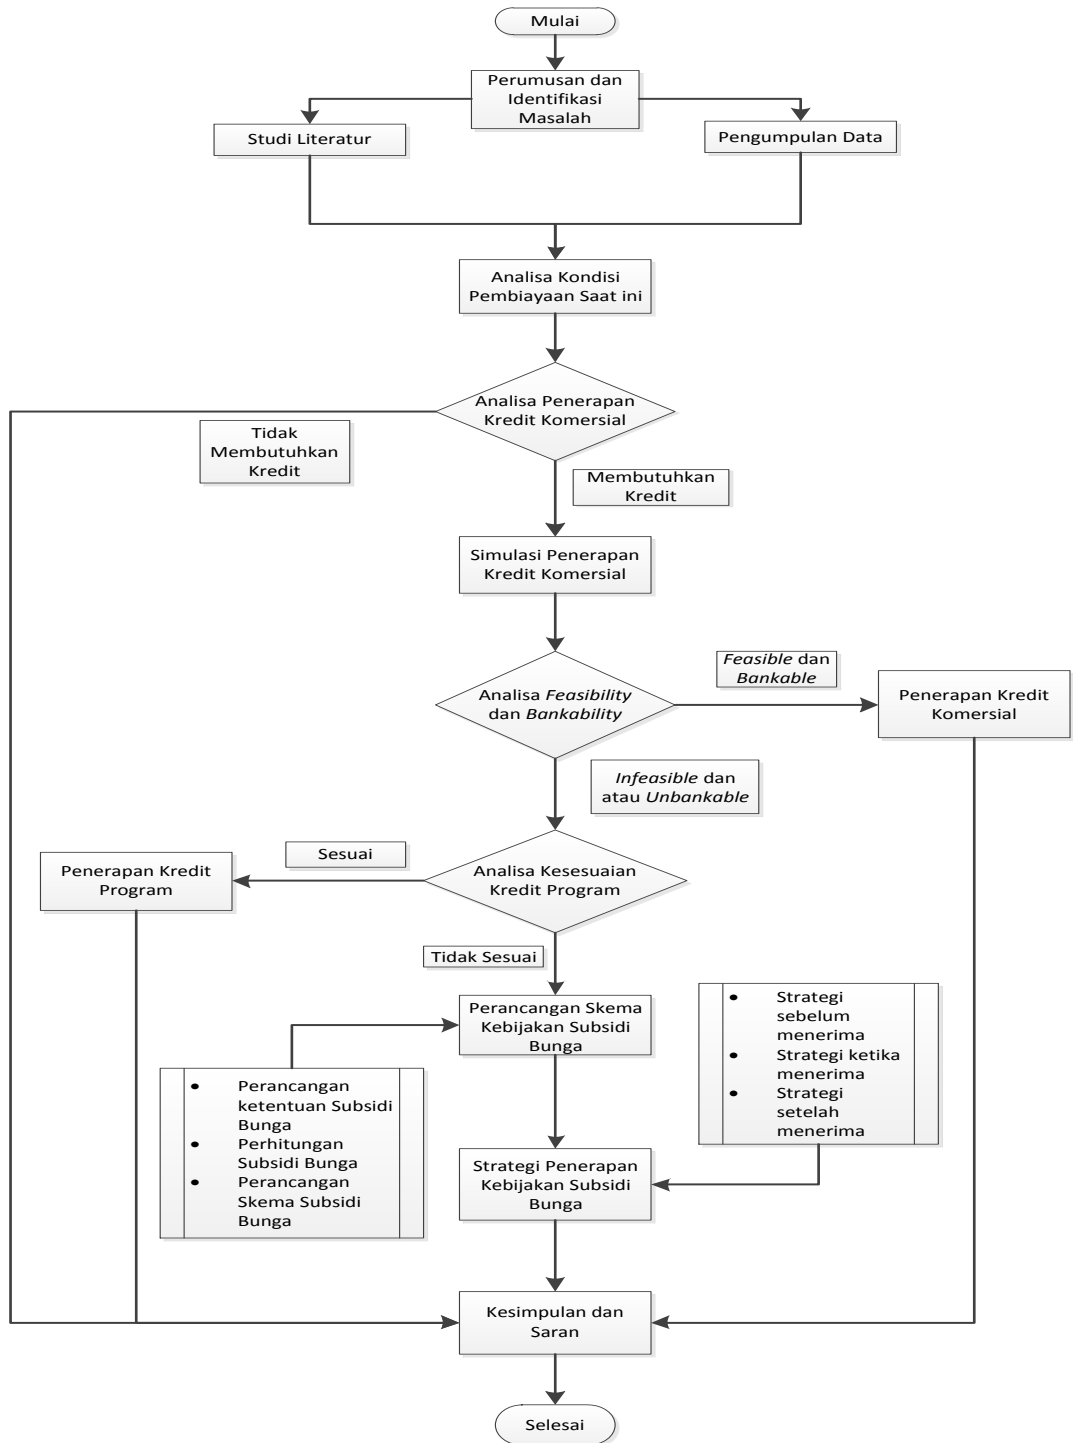 Mulai
Perumusan dan
Identifikasi
Masalah
Studi Literatur
Pengumpulan Data
Analisa Kondisi
Pembiayaan Saat ini
Analisa Penerapan
Kredit Komersial
Tidak
Membutuhkan
Kredit
Membutuhkan
Kredit
Simulasi Penerapan
Kredit Komersial
Feasible dan
Bankable
Analisa Feasibility
dan Bankability
Penerapan Kredit
Komersial
Infeasible dan
atau Unbankable
Sesuai
Penerapan Kredit
Program
Analisa Kesesuaian
Kredit Program
Tidak Sesuai
Perancangan Skema
Kebijakan Subsidi
Bunga
• Strategi
sebelum
menerima
• Strategi ketika
menerima
• Strategi
setelah
menerima
• Perancangan
ketentuan Subsidi
Bunga
• Perhitungan
Subsidi Bunga
• Perancangan
Skema Subsidi
Bunga
Strategi Penerapan
Kebijakan Subsidi
Bunga
Kesimpulan dan
Saran
Selesai